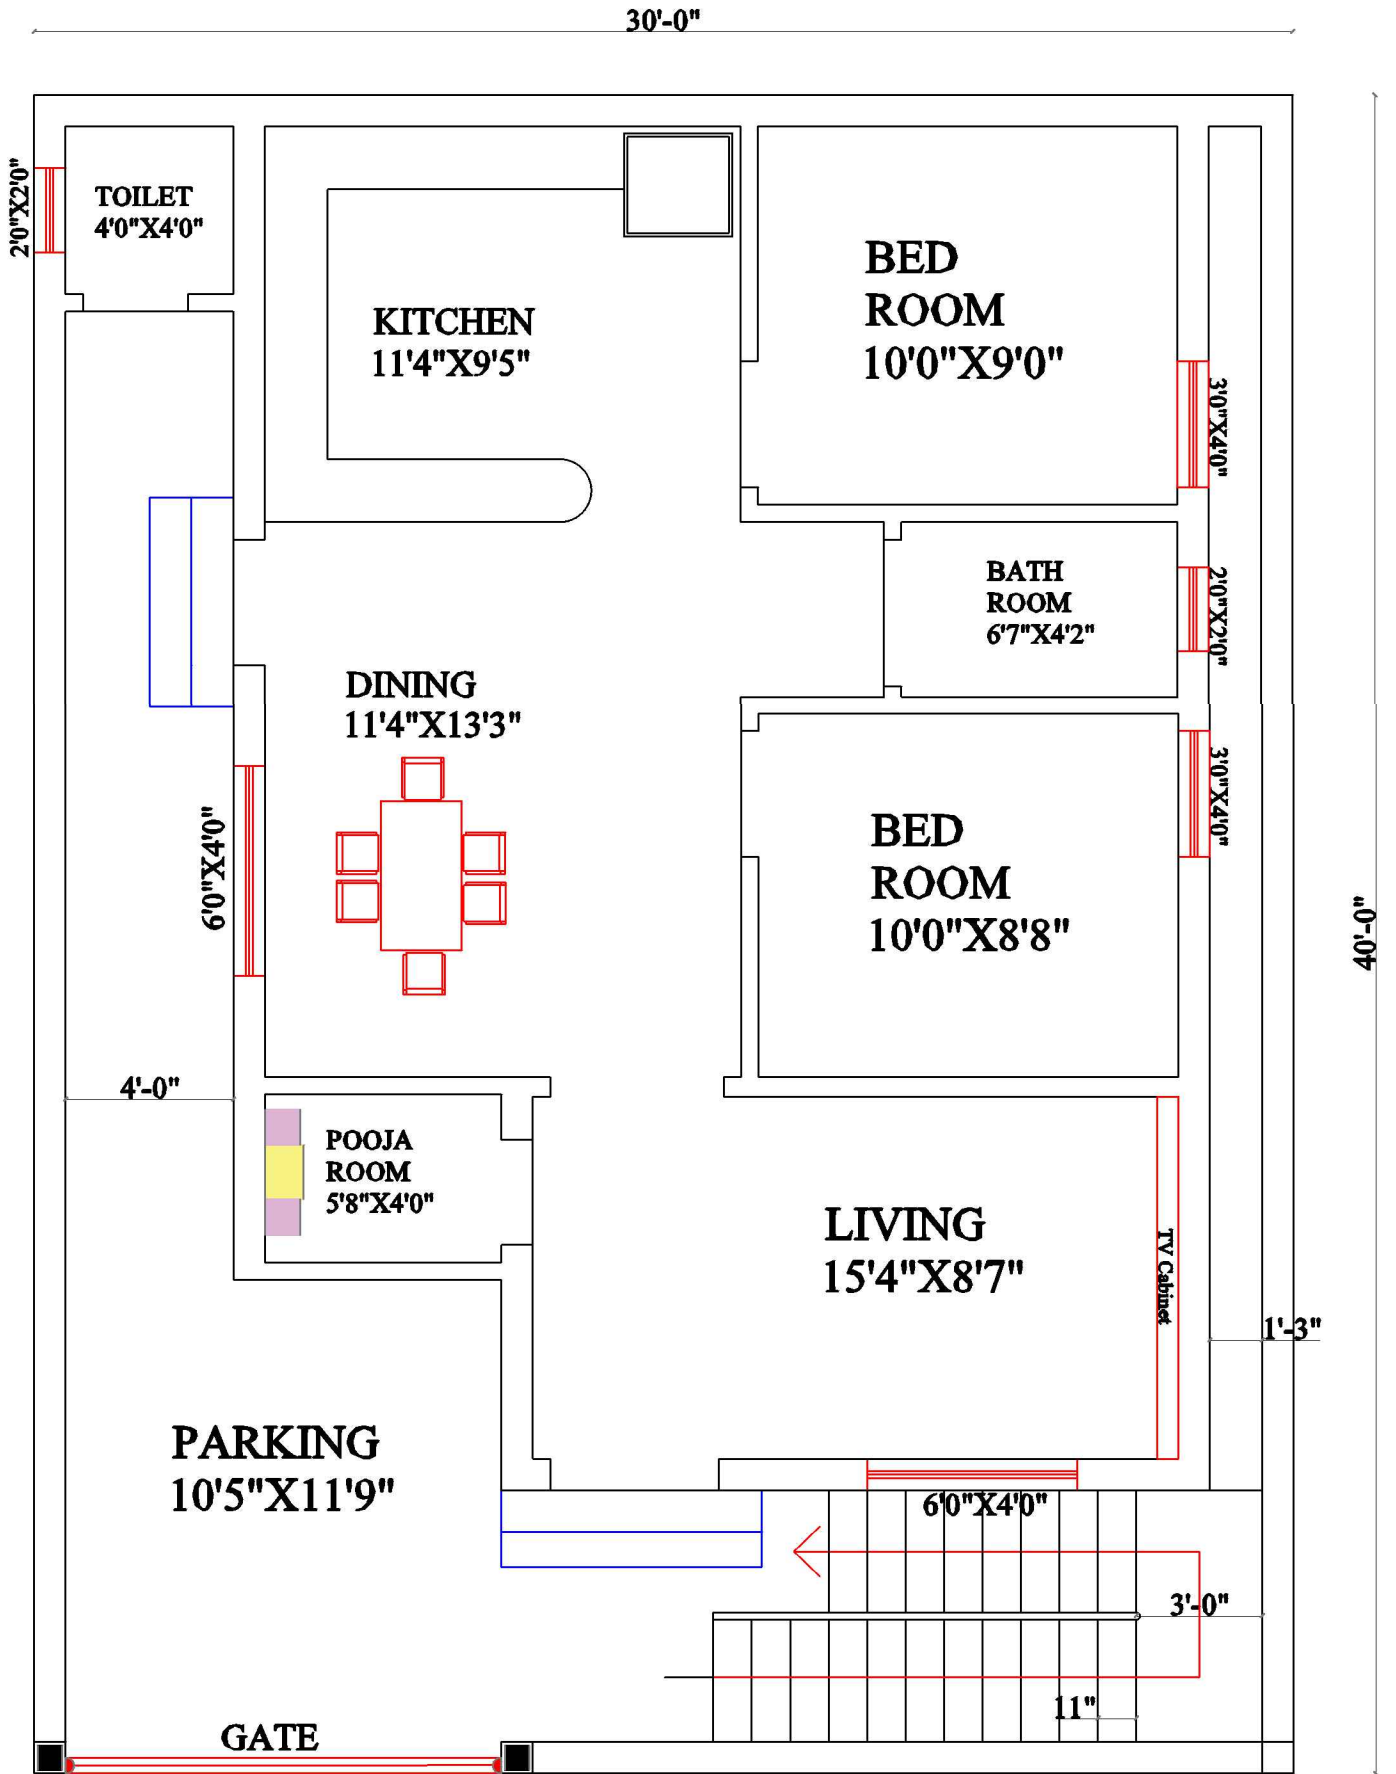 30'-0"
2'0"X2'0"
TOILET
4'0"X4'0"
KITCHEN
11'4"X9'5"
BED
ROOM
10'0"X9'0"
3'0"X4'0"
BATH
ROOM
6'7"X4'2"
2'0"X2'0"
DINING
11'4"X13'3"
6'0"X4'0"
BED
ROOM
10'0"X8'8"
3'0"X4'0"
40'-0"
4'-0"
POOJA
ROOM
5'8"X4'0"
LIVING
15'4"X8'7"
TV Cabinet
1'-3"
PARKING
10'5"X11'9"
6'0"X4'0"
3'-0"
11"
GATE